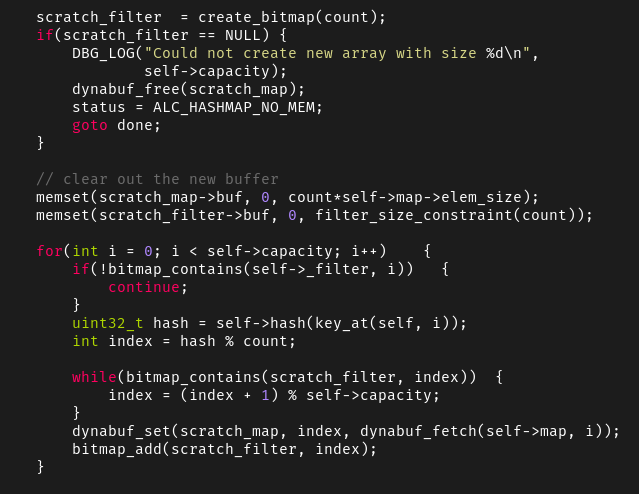 scratch_filter  = create_bitmap(count);
if(scratch_filter == NULL) {
    DBG_LOG("Could not create new array with size %d\n",
            self->capacity);
    dynabuf_free(scratch_map);
    status = ALC_HASHMAP_NO_MEM;
    goto done;
}

// clear out the new buffer
memset(scratch_map->buf, 0, count*self->map->elem_size);
memset(scratch_filter->buf, 0, filter_size_constraint(count));

for(int i = 0; i < self->capacity; i++)    {
    if(!bitmap_contains(self->_filter, i))   {
        continue;
    }
    uint32_t hash = self->hash(key_at(self, i));
    int index = hash % count;

    while(bitmap_contains(scratch_filter, index))  {
        index = (index + 1) % self->capacity;
    }
    dynabuf_set(scratch_map, index, dynabuf_fetch(self->map, i));
    bitmap_add(scratch_filter, index);
}